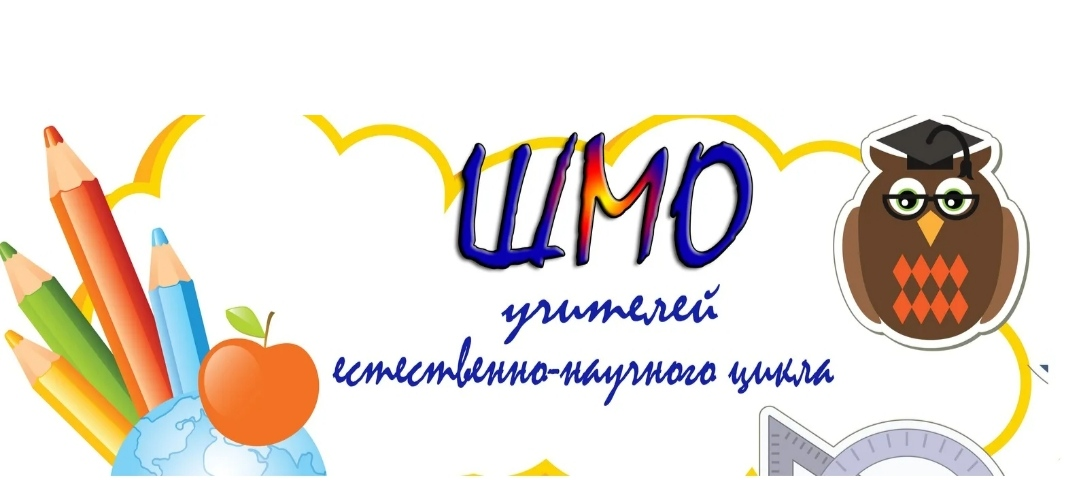 ШМО
учителей
естественно-научного цикла